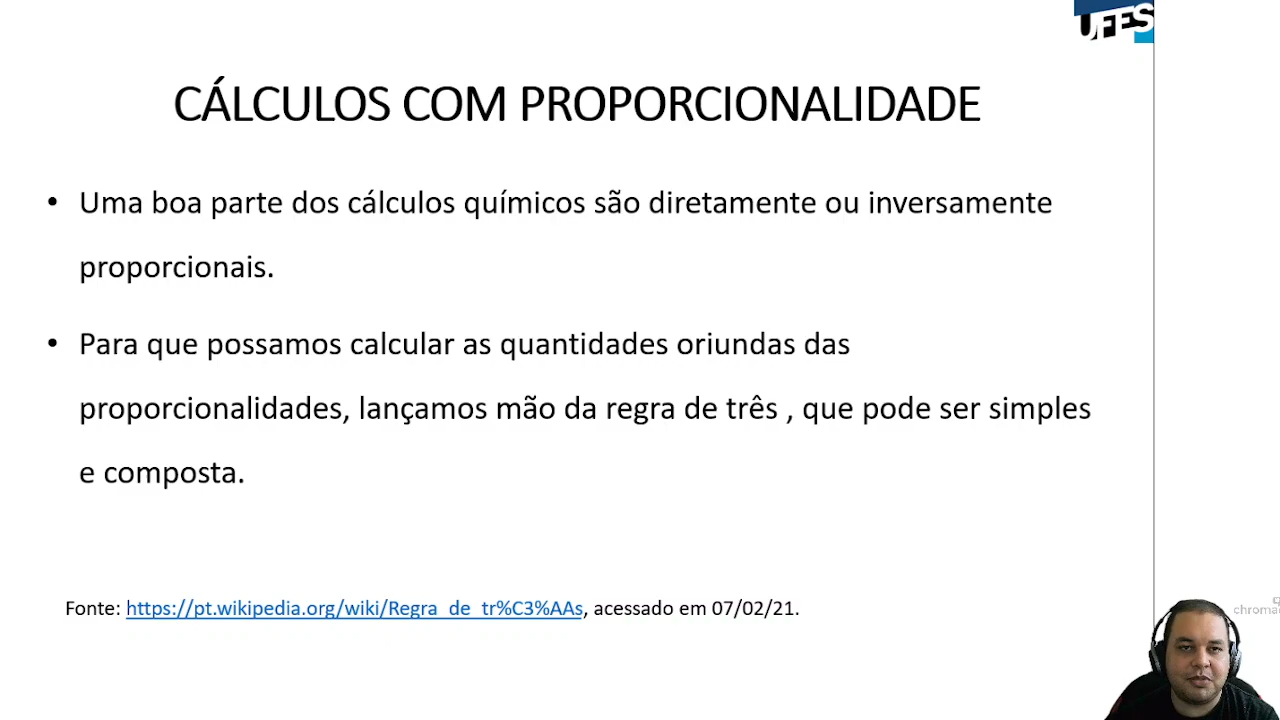 UFES
CÁLCULOS COM PROPORCIONALIDADE
• Uma boa parte dos cálculos químicos são diretamente ou inversamente
proporcionais.
• Para que possamos calcular as quantidades oriundas das
proporcionalidades, lançamos mão da regra de três , que pode ser simples
e composta.
Fonte: https://pt.wikipedia.org/wiki/Regra_de_tr%C3%AAs, acessado em 07/02/21.